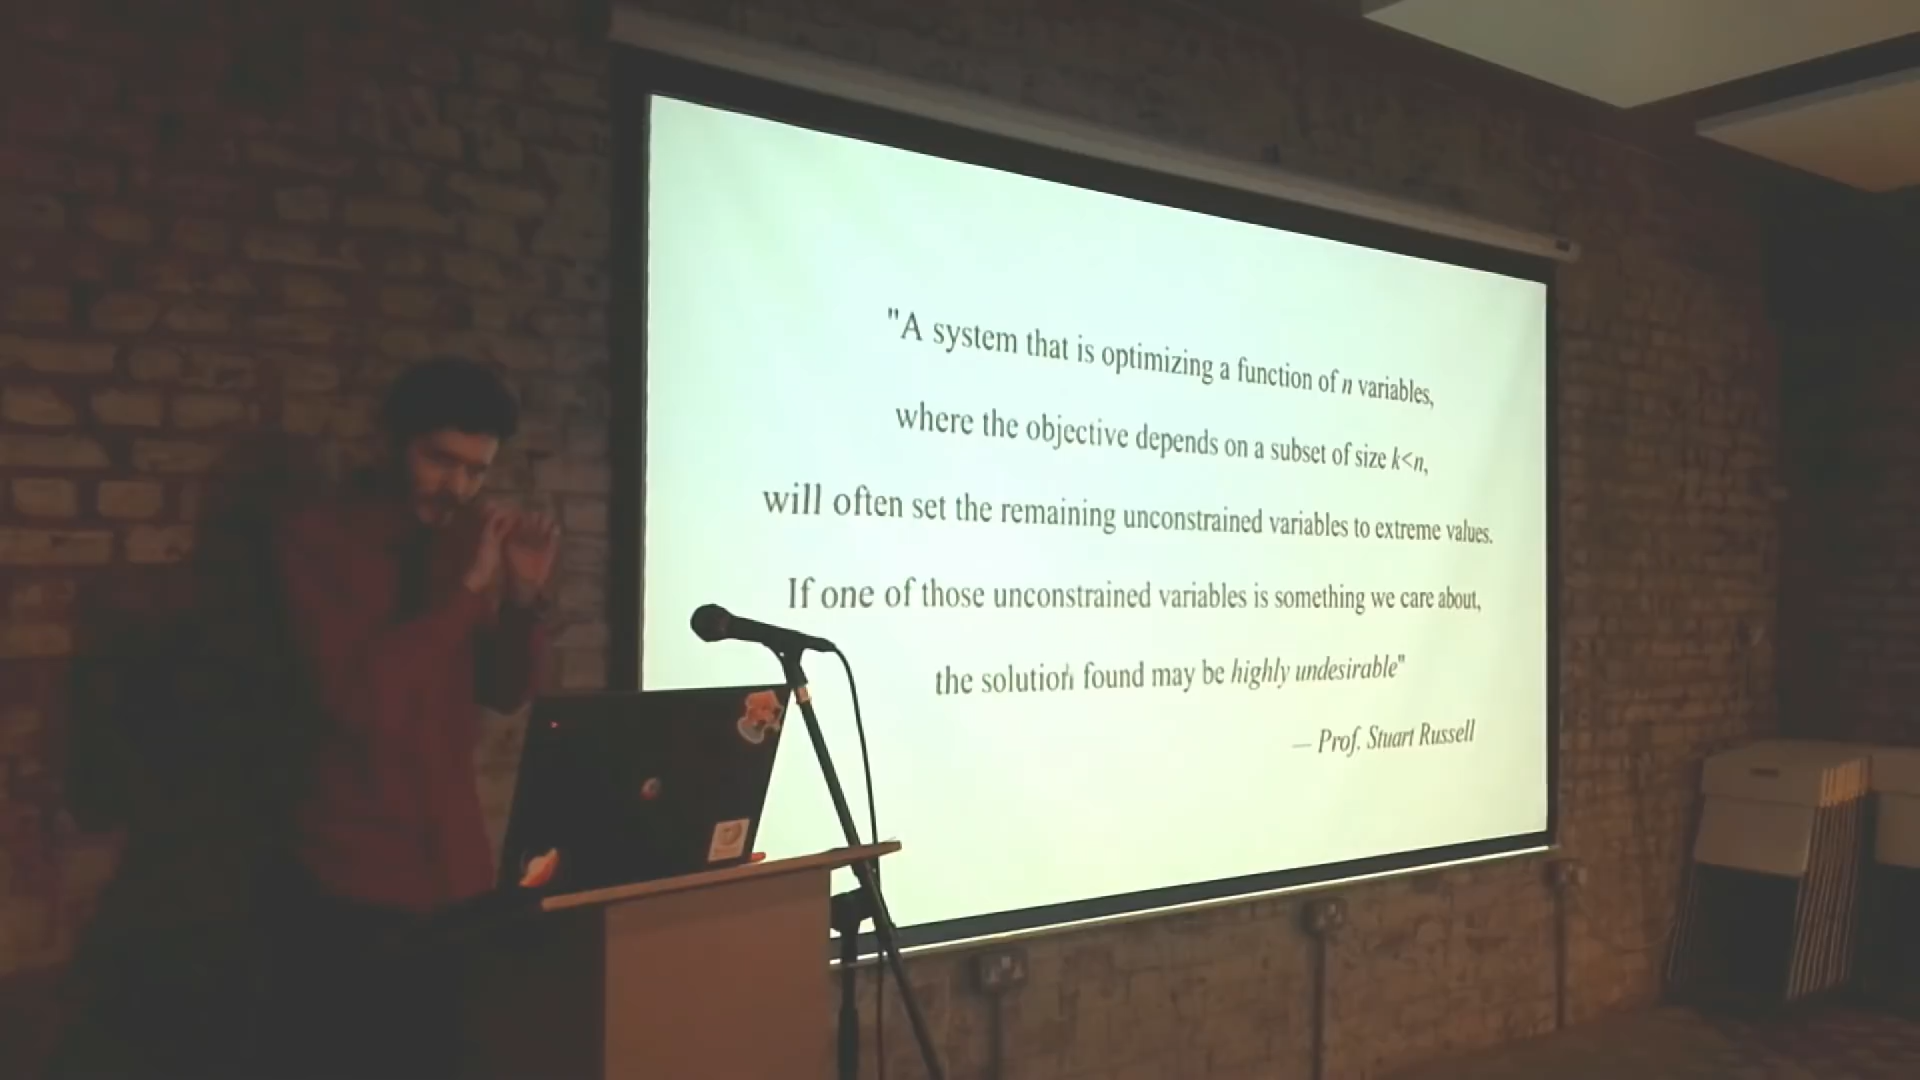 "A system that is optimizing a function of n variables,
where the objective depends on a subset of size k<n,
will often set the remaining unconstrained variables to extreme values.
If one of those unconstrained variables is something we care about,
the solution found may be highly undesirable"
— Prof. Stuart Russell